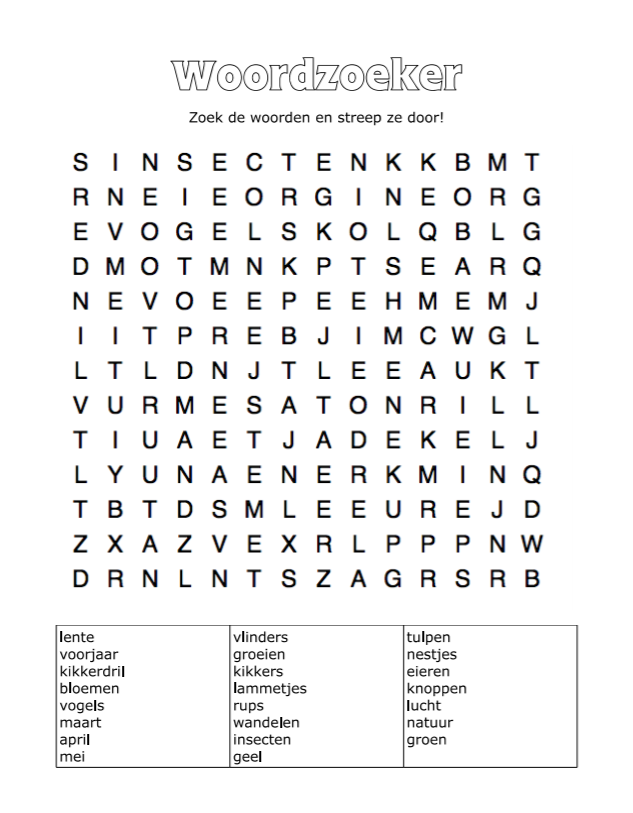 Woordzoeker
Zoek de woorden en streep ze door!
S I N S E C T E N K K B M T
R N E I E O R G I N E O R G
E V O G E L S K O L Q B L G
D M O T M N K P T S E A R Q
N E V O E E P E E H M E M J
I I T P R E B J I M C W G L
L T L D N J T L E E A U K T
V U R M E S A T O N R I L L
T I U A E T J A D E K E L J
L Y U N A E N E R K M I N Q
T B T D S M L E E U R E J D
Z X A Z V E X R L P P P N W
D R N L N T S Z A G R S R B
lente vlinders tulpen
voorjaar groeien nestjes
kikkerdril kikkers eieren
bloemen lammetjes knoppen
vogels rups lucht
maart wandelen natuur
april insecten groen
mei geel